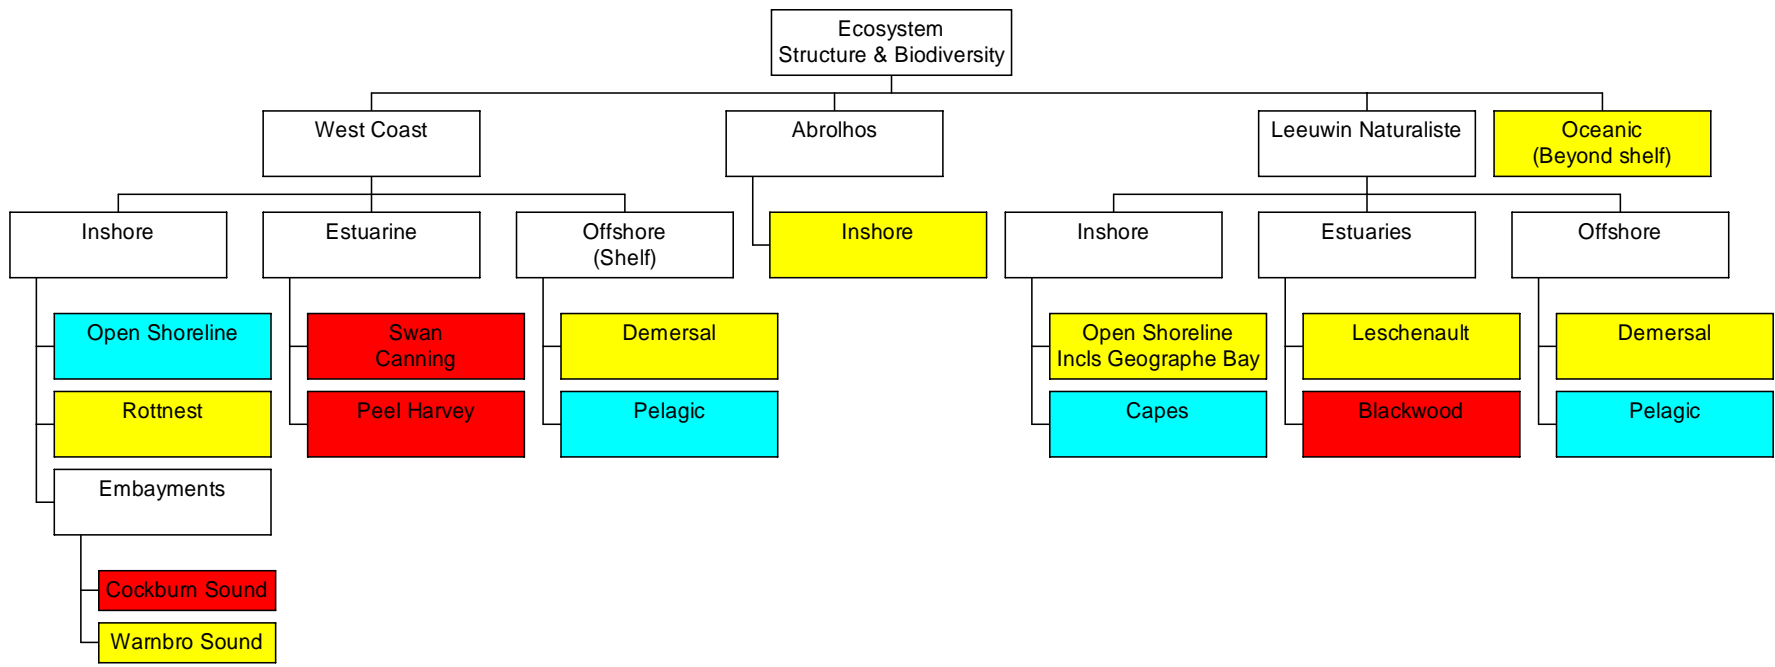 Ecosystem
Structure & Biodiversity
West Coast
Abrolhos
Leeuwin Naturaliste
Oceanic
(Beyond shelf)
Inshore
Estuarine
Offshore
(Shelf)
Inshore
Inshore
Estuaries
Offshore
Open Shoreline
Swan
Canning
Demersal
Open Shoreline
Incls Geographe Bay
Leschenault
Demersal
Rottnest
Peel Harvey
Pelagic
Capes
Blackwood
Pelagic
Embayments
Cockburn Sound
Warnbro Sound